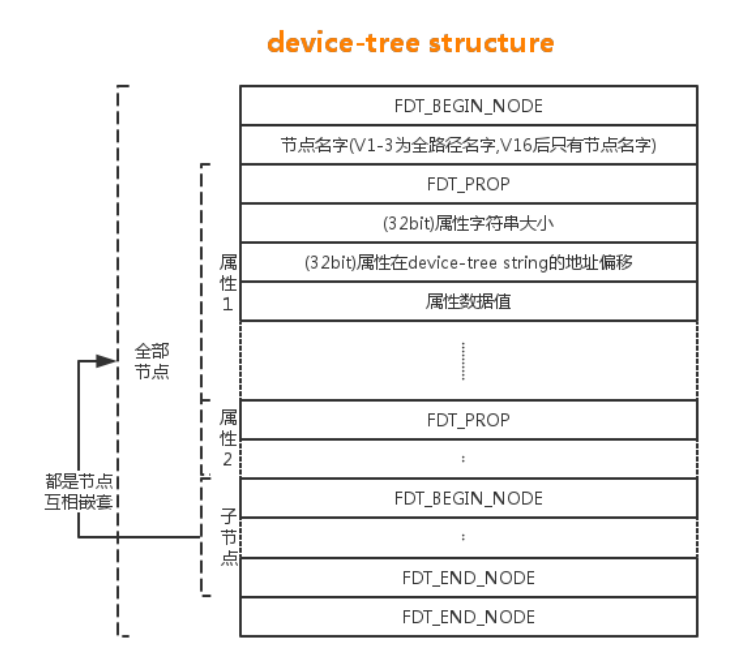 device-tree structure
FDT_BEGIN_NODE
节点名字(V1-3为全路径名字,V16后只有节点名字)
FDT_PROP
(32bit)属性字符串大小
属性1
(32bit)属性在device-tree string的地址偏移
属性数据值
全部
节点
属性2
FDT_PROP
:
都是节点
互相嵌套
子节点
FDT_BEGIN_NODE
:
FDT_END_NODE
FDT_END_NODE